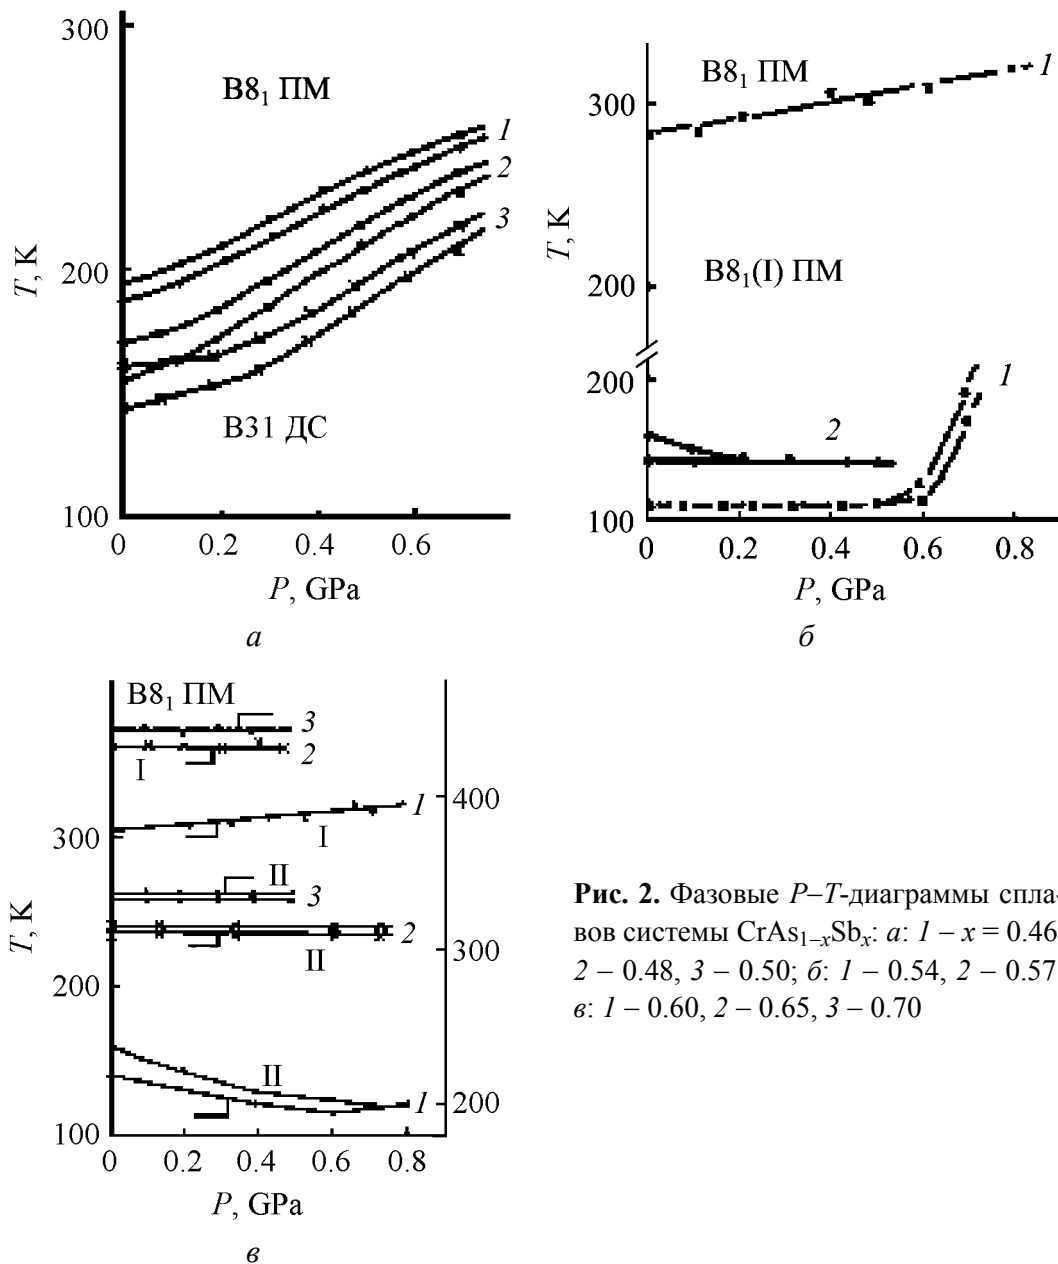 300
B8₁ ПМ
1
2
3
T, K
200
B31 ДС
100
0
0.2
0.4
0.6
P, GPa
а
B8₁ ПМ
1
300
T, K
B8₁(I) ПМ
200
200
1
2
100
0
0.2
0.4
0.6
0.8
P, GPa
б
B8₁ ПМ
3
2
I
400
1
I
300
II
3
T, K
2
300
II
200
II
1
200
100
0
0.2
0.4
0.6
0.8
P, GPa
в
Рис. 2. Фазовые P–T-диаграммы спла-
вов системы CrAs₁₋ₓSbₓ: а: 1 – x = 0.46
2 – 0.48, 3 – 0.50; б: 1 – 0.54, 2 – 0.57
в: 1 – 0.60, 2 – 0.65, 3 – 0.70